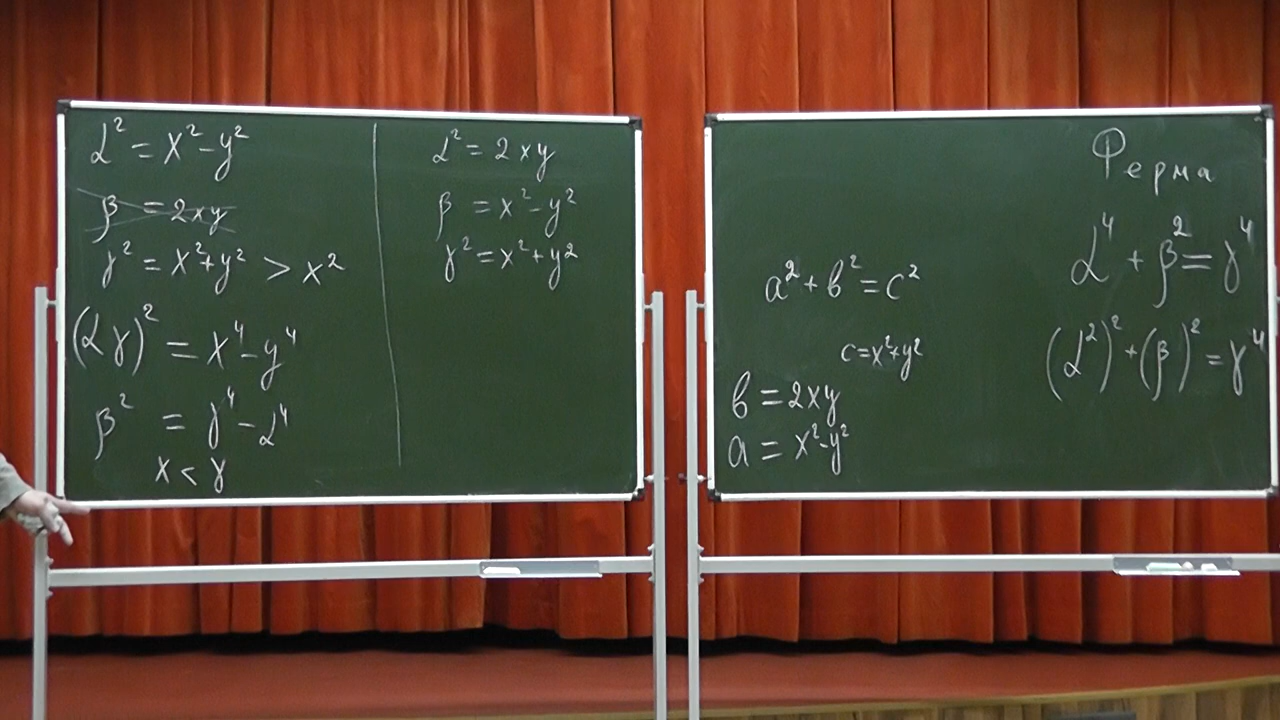 α² = x² - y²
β = 2xy
γ² = x² + y² > x²
(αγ)² = x⁴ - y⁴
β² = γ⁴ - α⁴
x < γ
α² = 2xy
β = x² - y²
γ² = x² + y²
Ферма
α⁴ + β² = γ⁴
(α²)² + (β)² = γ⁴
a² + в² = c²
c = x² + y²
в = 2xy
a = x² - y²